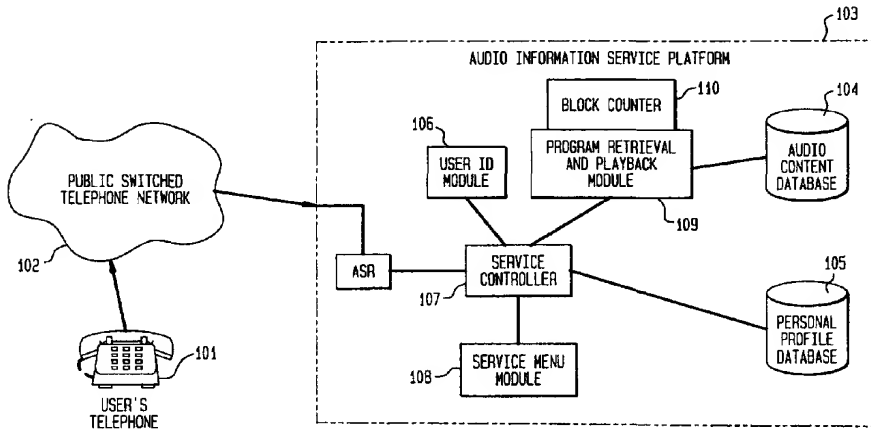 103
AUDIO INFORMATION SERVICE PLATFORM
110
BLOCK COUNTER
104
106
PROGRAM RETRIEVAL
AND PLAYBACK
MODULE
AUDIO
CONTENT
DATABASE
USER ID
MODULE
PUBLIC SWITCHED
TELEPHONE NETWORK
109
102
ASR
SERVICE
CONTROLLER
107
105
PERSONAL
PROFILE
DATABASE
101
SERVICE MENU
MODULE
108
USER'S
TELEPHONE